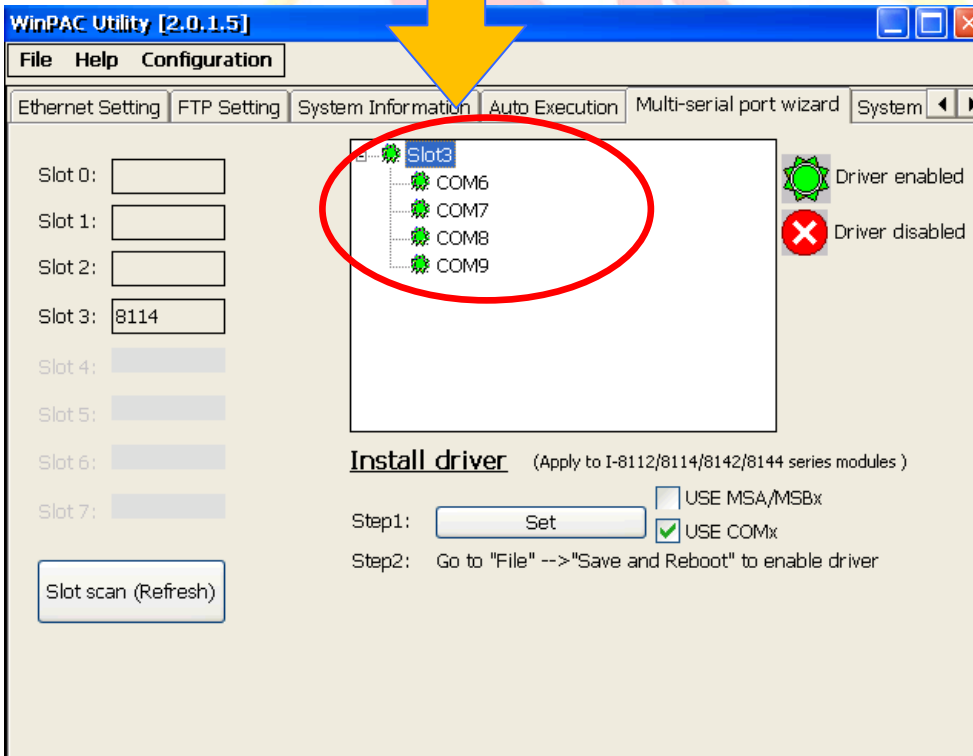 WinPAC Utility [2.0.1.5]
File Help Configuration
Ethernet Setting FTP Setting System Information Auto Execution Multi-serial port wizard System
Slot 0:
Slot 1:
Slot 2:
Slot 3: 8114
Slot 4:
Slot 5:
Slot 6:
Slot 7:
Slot scan (Refresh)
Slot3
COM6
COM7
COM8
COM9
Driver enabled
Driver disabled
Install driver (Apply to I-8112/8114/8142/8144 series modules )
Step1: Set
USE MSA/MSBx
USE COMx
Step2: Go to "File" -->"Save and Reboot" to enable driver